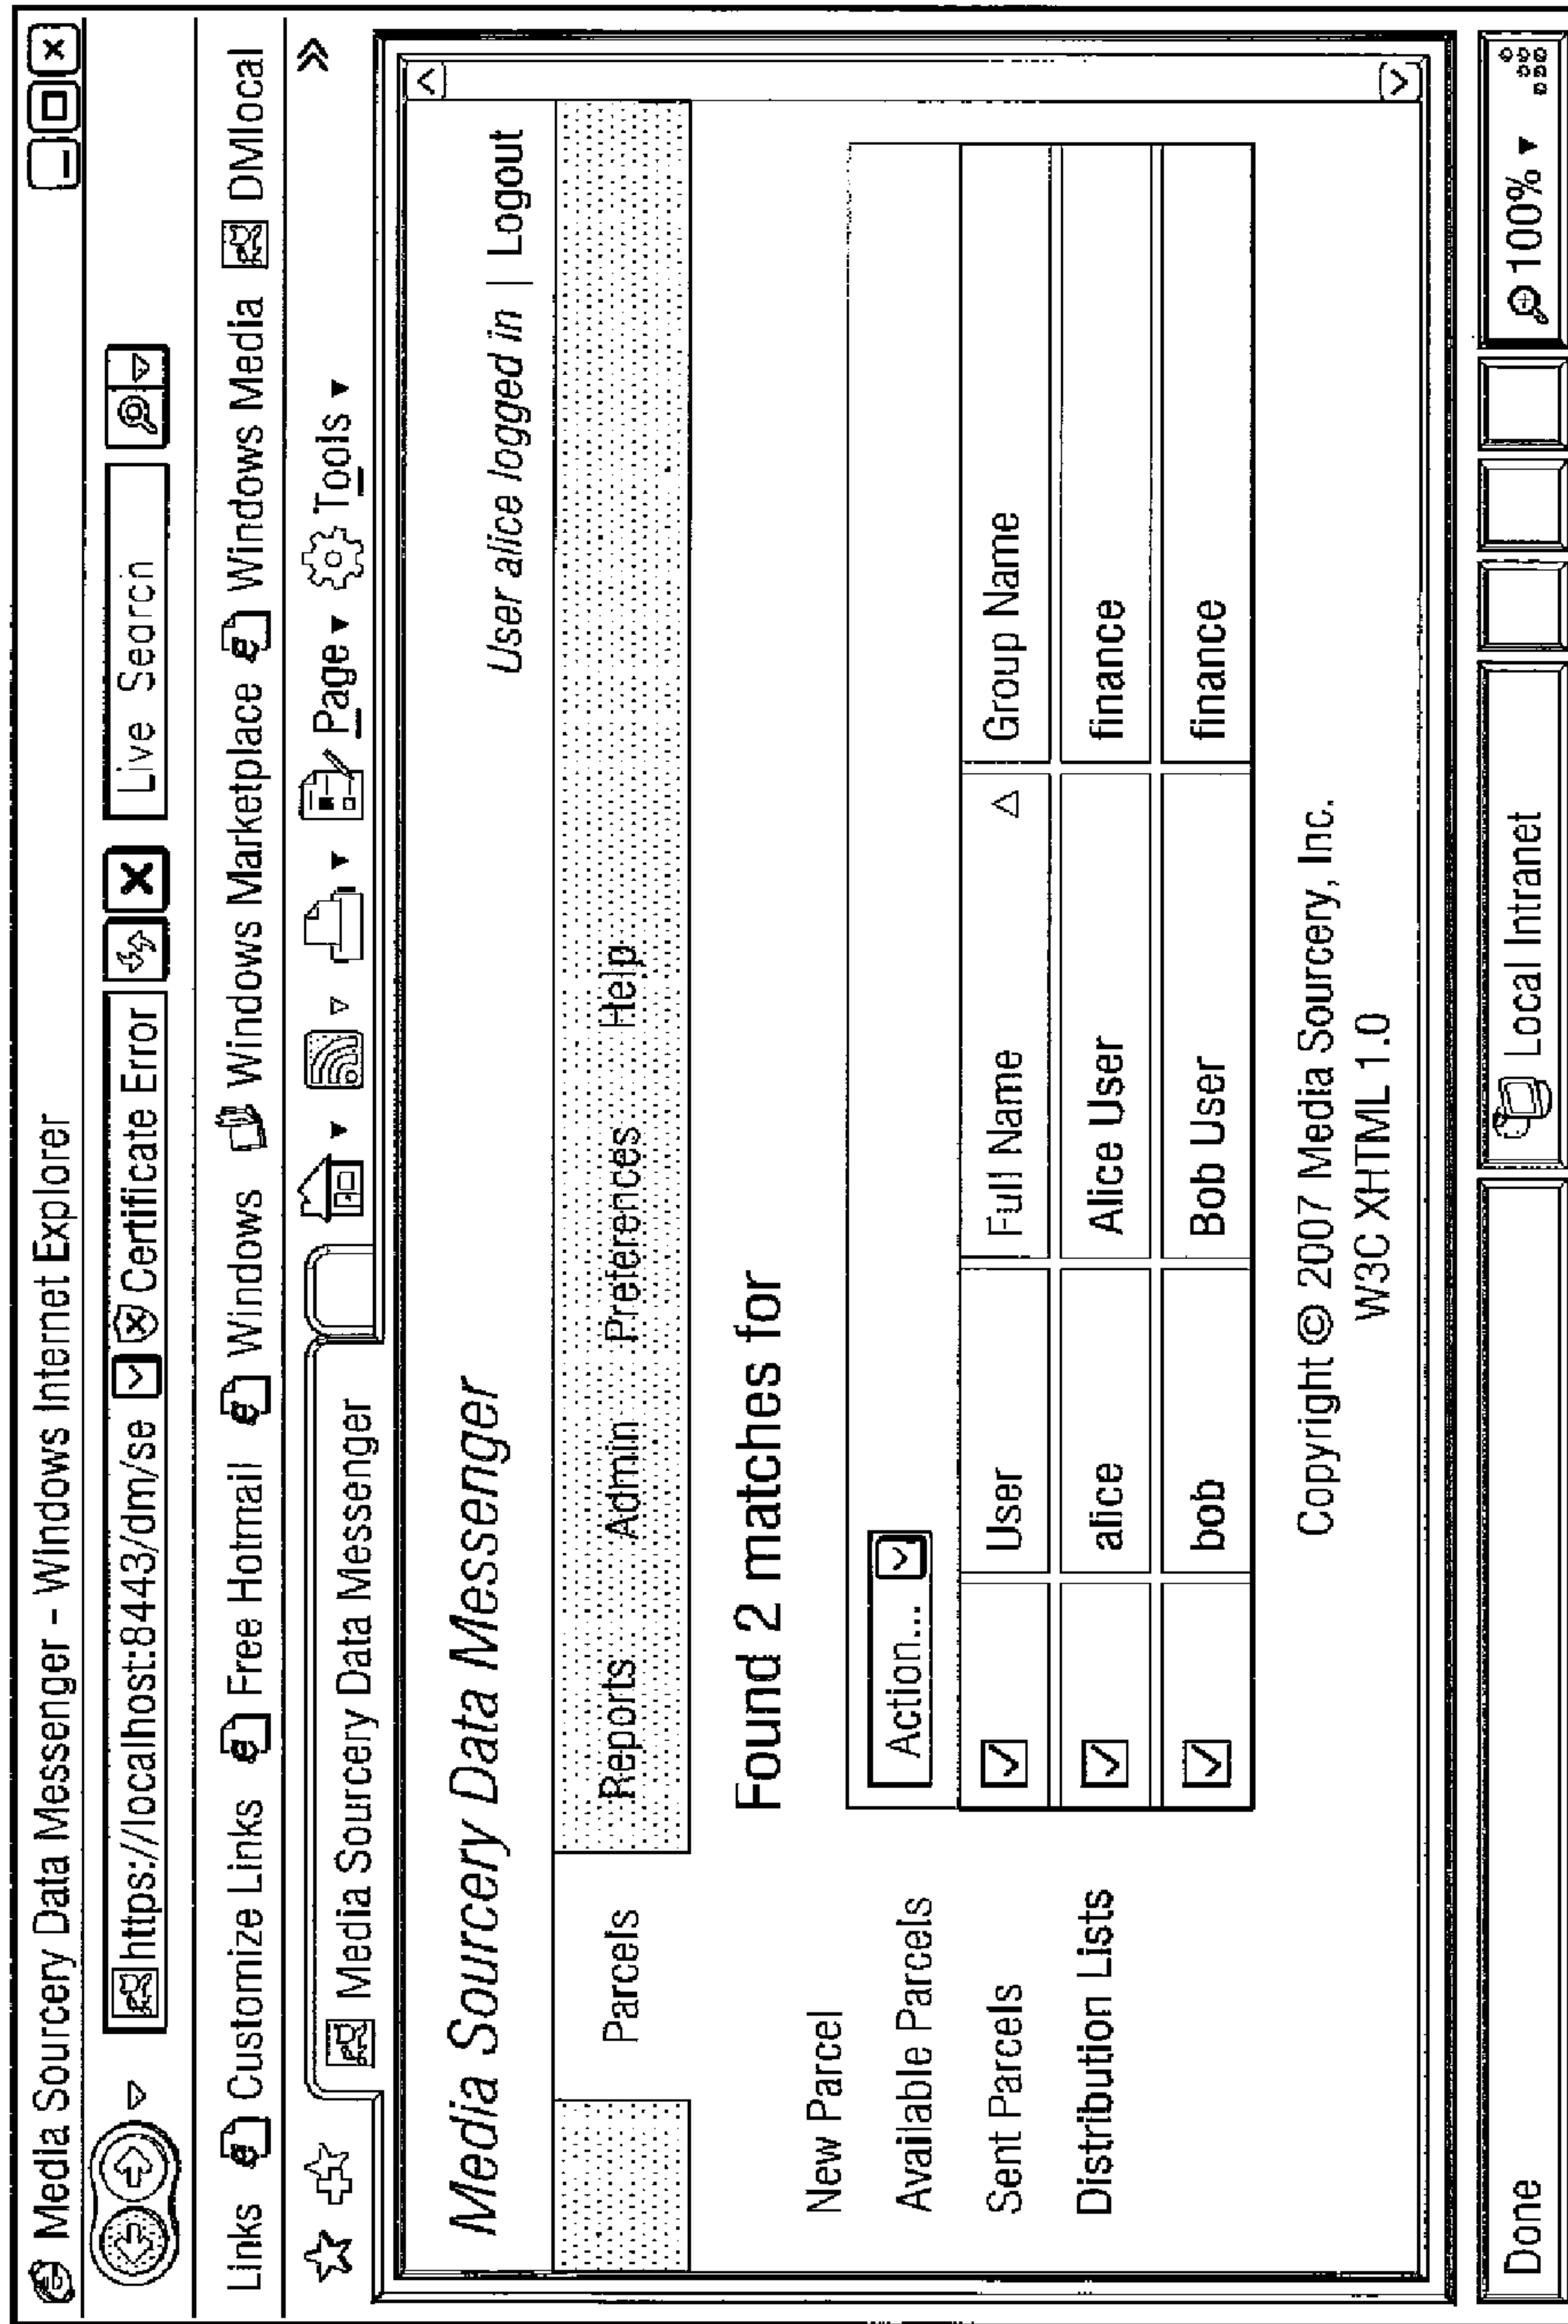 Media Sourcery Data Messenger - Windows Internet Explorer
https://localhost:8443/dm/se Certificate Error Live Search
Links Customize Links Free Hotmail Windows Windows Marketplace Windows Media DMlocal
Media Sourcery Data Messenger Page Tools
Media Sourcery Data Messenger
User alice logged in | Logout
Parcels Reports Admin Preferences Help
New Parcel
Available Parcels
Sent Parcels
Distribution Lists
Found 2 matches for
Action...
User Full Name Group Name
alice Alice User finance
bob Bob User finance
Copyright © 2007 Media Sourcery, Inc.
W3C XHTML 1.0
Done Local Intranet 100%